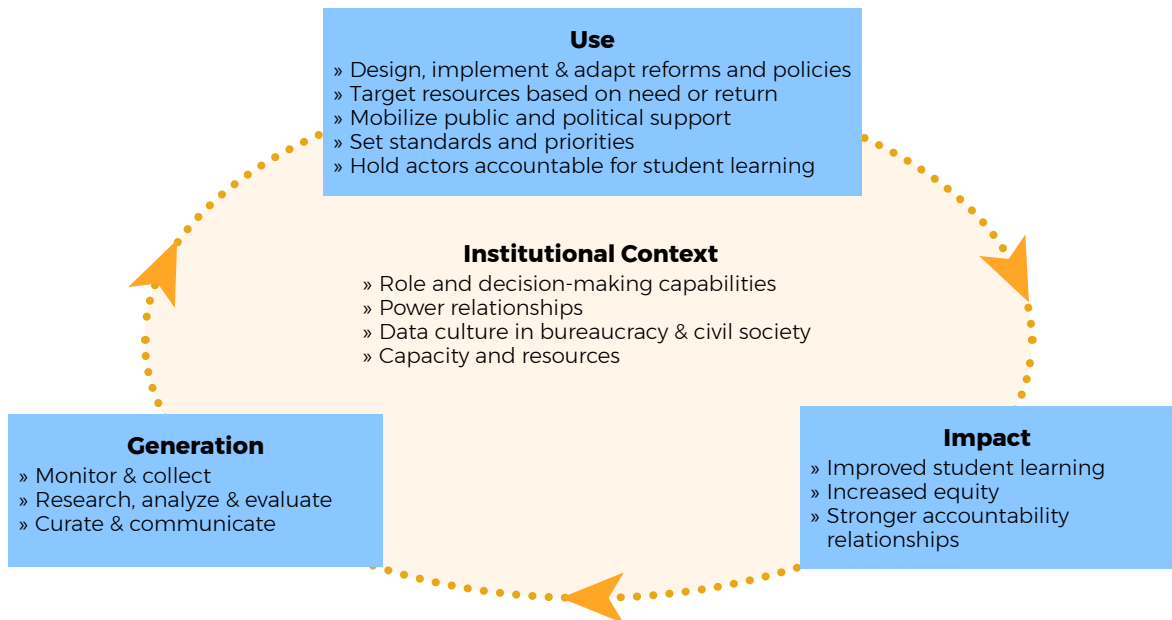 Use
» Design, implement & adapt reforms and policies
» Target resources based on need or return
» Mobilize public and political support
» Set standards and priorities
» Hold actors accountable for student learning
Institutional Context
» Role and decision-making capabilities
» Power relationships
» Data culture in bureaucracy & civil society
» Capacity and resources
Generation
» Monitor & collect
» Research, analyze & evaluate
» Curate & communicate
Impact
» Improved student learning
» Increased equity
» Stronger accountability
relationships